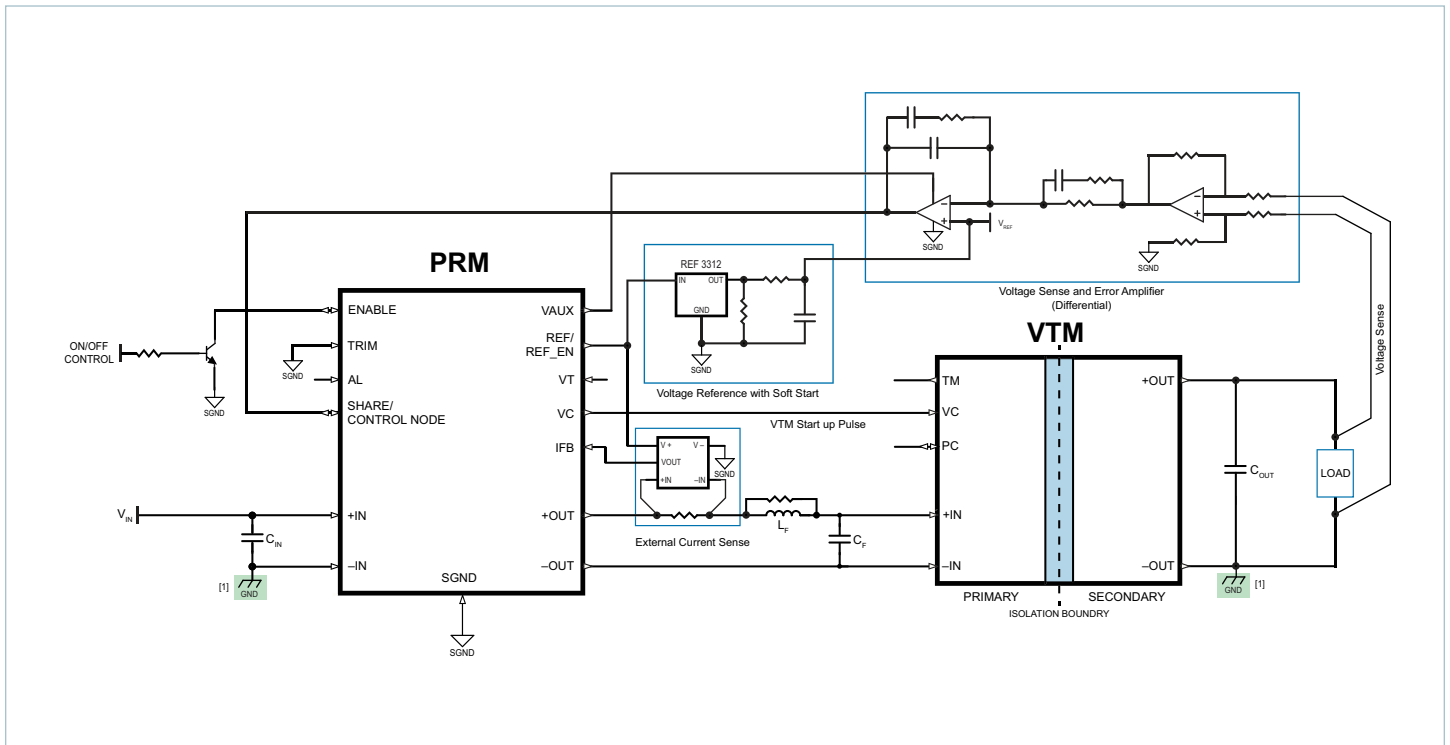 PRM
ENABLE
TRIM
AL
SHARE/
CONTROL NODE
+IN
–IN
SGND
VAUX
REF/
REF_EN
VT
VC
IFB
+OUT
–OUT
ON/OFF
CONTROL
SGND
SGND
VIN
CIN
[1]
GND
SGND
REF 3312
IN
OUT
GND
SGND
Voltage Reference with Soft Start
V +
V –
VOUT
+IN
–IN
SGND
External Current Sense
LF
CF
VTM Start up Pulse
SGND
VREF
SGND
Voltage Sense and Error Amplifier
(Differential)
–
+
–
+
VTM
TM
VC
PC
+IN
–IN
+OUT
–OUT
PRIMARY
SECONDARY
ISOLATION BOUNDRY
COUT
LOAD
Voltage Sense
GND
[1]